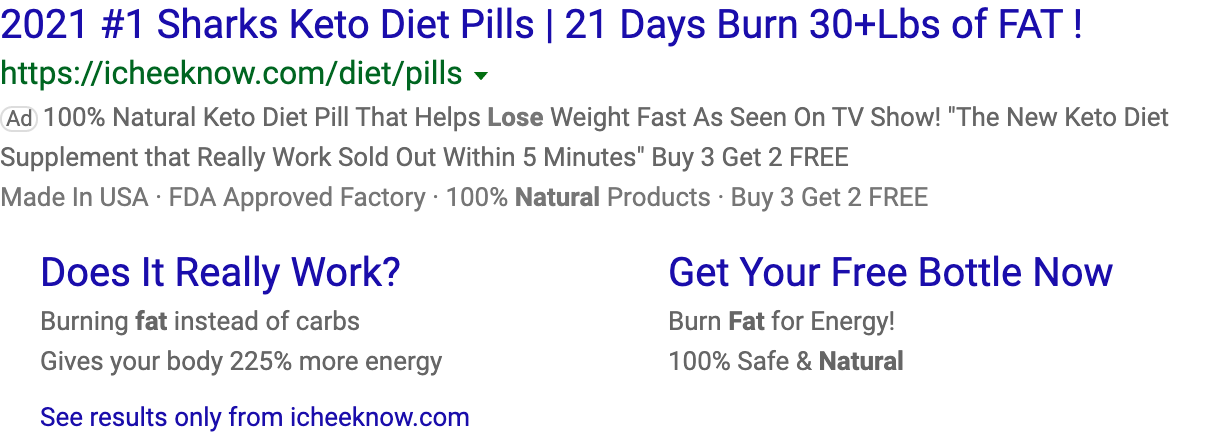 2021 #1 Sharks Keto Diet Pills | 21 Days Burn 30+Lbs of FAT !
https://icheeknow.com/diet/pills
Ad 100% Natural Keto Diet Pill That Helps Lose Weight Fast As Seen On TV Show! "The New Keto Diet
Supplement that Really Work Sold Out Within 5 Minutes" Buy 3 Get 2 FREE
Made In USA · FDA Approved Factory · 100% Natural Products · Buy 3 Get 2 FREE
Does It Really Work?
Burning fat instead of carbs
Gives your body 225% more energy
Get Your Free Bottle Now
Burn Fat for Energy!
100% Safe & Natural
See results only from icheeknow.com